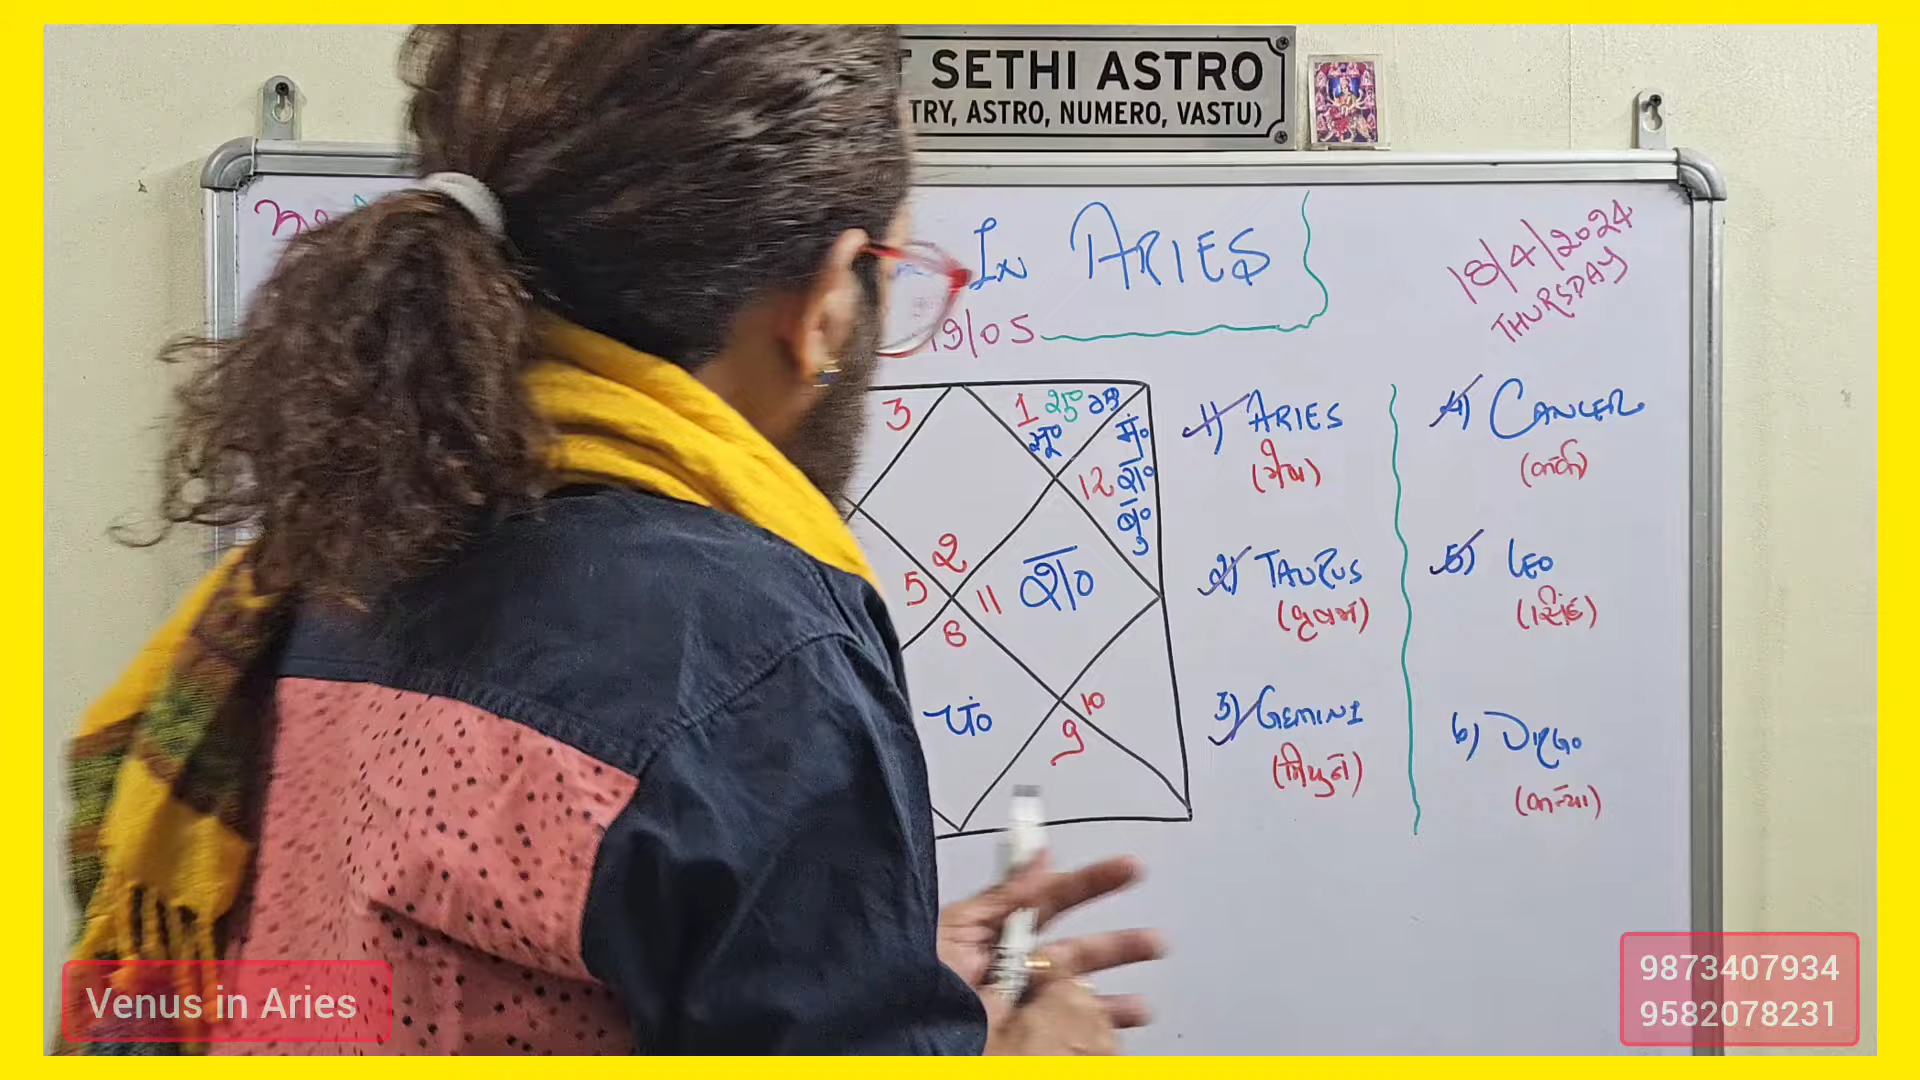 T SETHI ASTRO
TRY, ASTRO, NUMERO, VASTU)
In ARIES
19/05
18/4/2024
THURSDAY
3
1 शु०
सू०
मं०
12 रा०
बु०
2
5
11 श०
8
10
9
1) ARIES
(मेष)
2) TAURUS
(वृषभ)
3) GEMINI
(मिथुन)
4) CANCER
(कर्क)
5) LEO
(सिंह)
6) VIRGO
(कन्या)
Venus in Aries
9873407934
9582078231